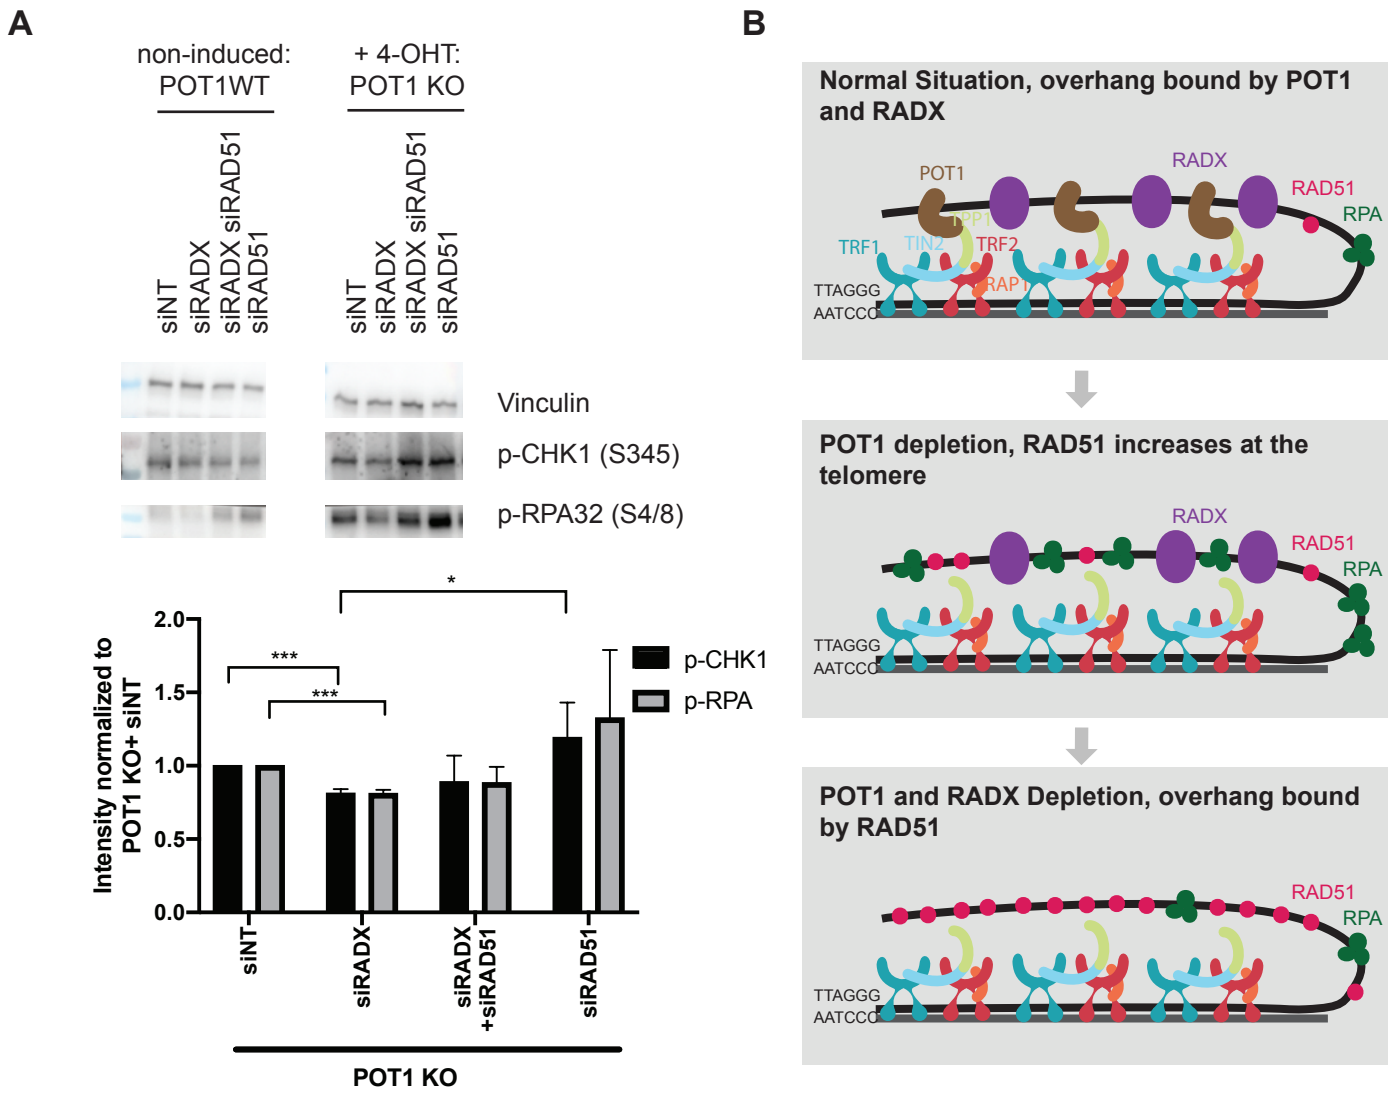 A
non-induced:
POT1WT
+ 4-OHT:
POT1 KO
siNT
siRADX
siRADX siRAD51
siRAD51
siNT
siRADX
siRADX siRAD51
siRAD51
Vinculin
p-CHK1 (S345)
p-RPA32 (S4/8)
*
***
***
p-CHK1
p-RPA
Intensity normalized to
POT1 KO+ siNT
2.0
1.5
1.0
0.5
0.0
siNT
siRADX
siRADX
+siRAD51
siRAD51
POT1 KO
B
Normal Situation, overhang bound by POT1
and RADX
POT1
RADX
RAD51
RPA
TPP1
TRF1
TIN2
TRF2
RAP1
TTAGGG
AATCCC
POT1 depletion, RAD51 increases at the
telomere
RADX
RAD51
RPA
TTAGGG
AATCCC
POT1 and RADX Depletion, overhang bound
by RAD51
RAD51
RPA
TTAGGG
AATCCC